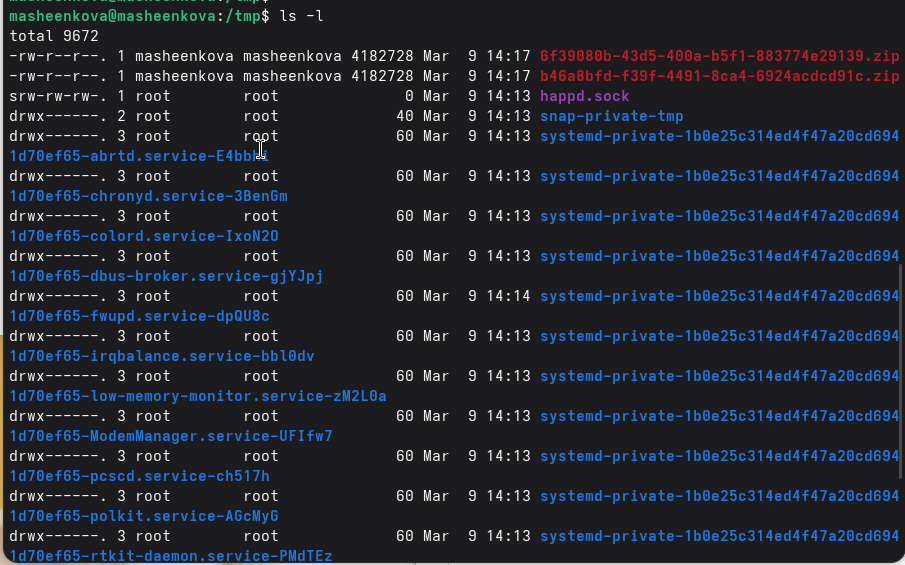 masheenkova@masheenkova:/tmp$ ls -l
total 9672
-rw-r--r--. 1 masheenkova masheenkova 4182728 Mar  9 14:17 6f39080b-43d5-400a-b5f1-883774e29139.zip
-rw-r--r--. 1 masheenkova masheenkova 4182728 Mar  9 14:17 b46a8bfd-f39f-4491-8ca4-6924acdcd91c.zip
srw-rw-rw-. 1 root        root              0 Mar  9 14:13 happd.sock
drwx------. 2 root        root             40 Mar  9 14:13 snap-private-tmp
drwx------. 3 root        root             60 Mar  9 14:13 systemd-private-1b0e25c314ed4f47a20cd694
1d70ef65-abrtd.service-
drwx------. 3 root        root             60 Mar  9 14:13 systemd-private-1b0e25c314ed4f47a20cd694
1d70ef65-chronyd.service-3BenGm
drwx------. 3 root        root             60 Mar  9 14:13 systemd-private-1b0e25c314ed4f47a20cd694
1d70ef65-colord.service-IxoN2O
drwx------. 3 root        root             60 Mar  9 14:13 systemd-private-1b0e25c314ed4f47a20cd694
1d70ef65-dbus-broker.service-gjYJpj
drwx------. 3 root        root             60 Mar  9 14:14 systemd-private-1b0e25c314ed4f47a20cd694
1d70ef65-fwupd.service-dpQU8c
drwx------. 3 root        root             60 Mar  9 14:13 systemd-private-1b0e25c314ed4f47a20cd694
1d70ef65-irqbalance.service-bbl0dv
drwx------. 3 root        root             60 Mar  9 14:13 systemd-private-1b0e25c314ed4f47a20cd694
1d70ef65-low-memory-monitor.service-zM2L0a
drwx------. 3 root        root             60 Mar  9 14:13 systemd-private-1b0e25c314ed4f47a20cd694
1d70ef65-ModemManager.service-UFIfw7
drwx------. 3 root        root             60 Mar  9 14:13 systemd-private-1b0e25c314ed4f47a20cd694
1d70ef65-pcscd.service-ch517h
drwx------. 3 root        root             60 Mar  9 14:13 systemd-private-1b0e25c314ed4f47a20cd694
1d70ef65-polkit.service-AGcMyG
drwx------. 3 root        root             60 Mar  9 14:13 systemd-private-1b0e25c314ed4f47a20cd694
1d70ef65-rtkit-daemon.service-PMdTEz